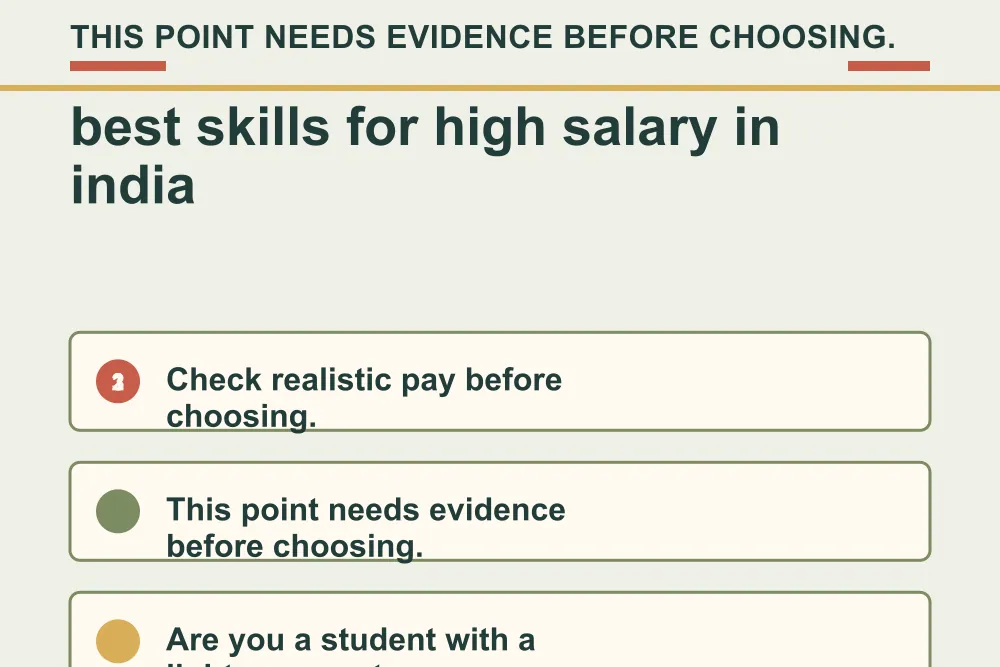 THIS POINT NEEDS EVIDENCE BEFORE CHOOSING.
best skills for high salary in
india
Check realistic pay before
choosing.
This point needs evidence
before choosing.
Are you a student with a